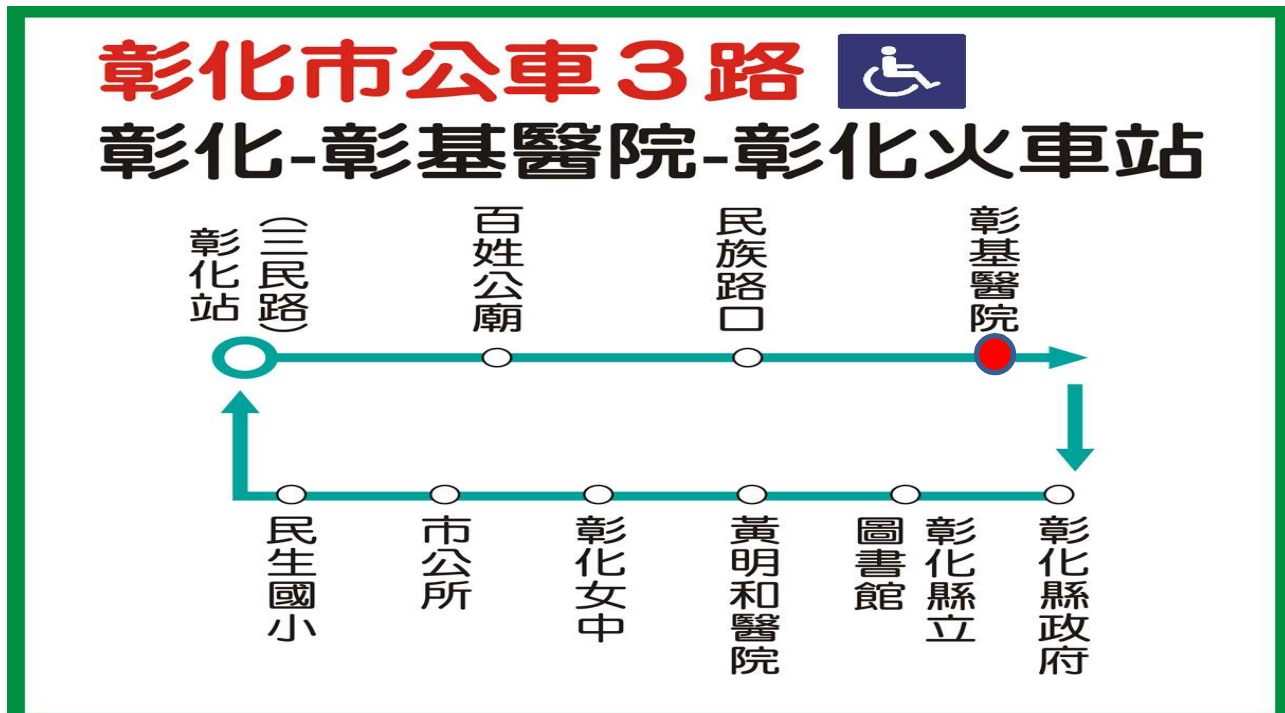 彰化市公車3路
彰化-彰基醫院-彰化火車站
彰化站
(三民路)
百姓公廟
民族路口
彰基醫院
民生國小
市公所
彰化女中
黃明和醫院
彰化縣立
圖書館
彰化縣政府